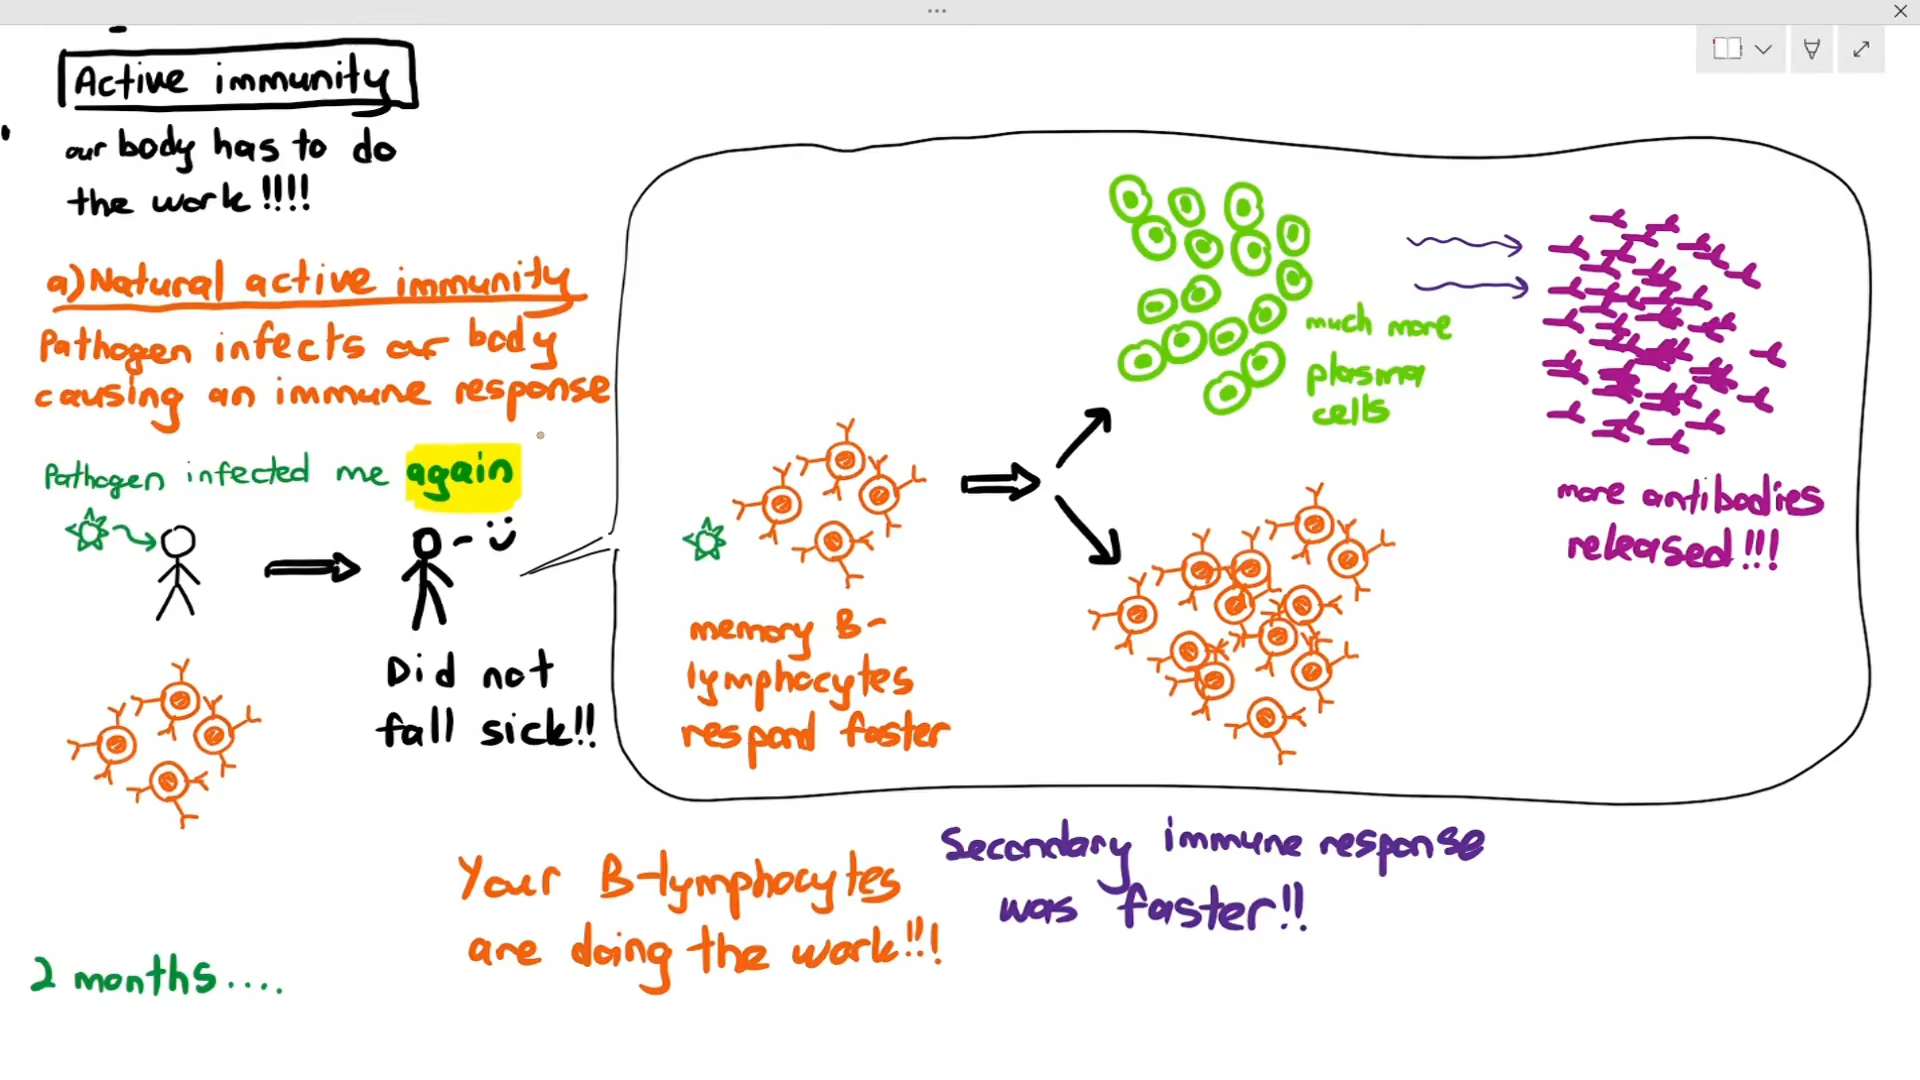 Active immunity
our body has to do
the work!!!!
a) Natural active immunity
Pathogen infects our body
causing an immune response
Pathogen infected me again
Did not
fall sick!!
2 months....
memory B-
lymphocytes
respond faster
much more
plasma
cells
more antibodies
released!!!
Your B-lymphocytes
are doing the work!!!
Secondary immune response
was faster!!